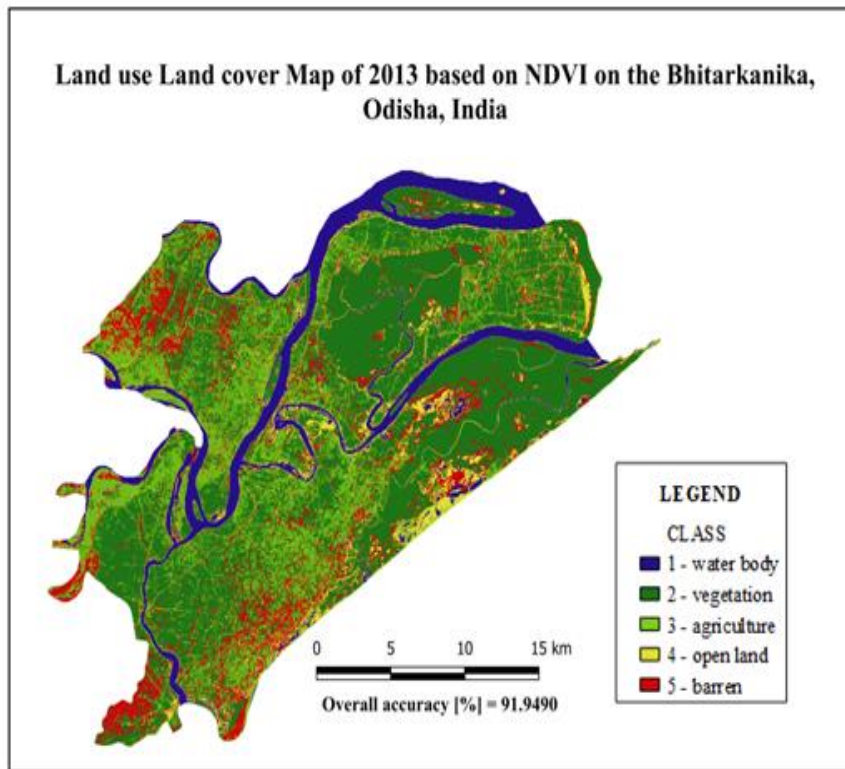 Land use Land cover Map of 2013 based on NDVI on the Bhitarkanika,
Odisha, India
LEGEND
CLASS
1 - water body
2 - vegetation
3 - agriculture
4 - open land
5 - barren
0 5 10 15 km
Overall accuracy [%] = 91.9490